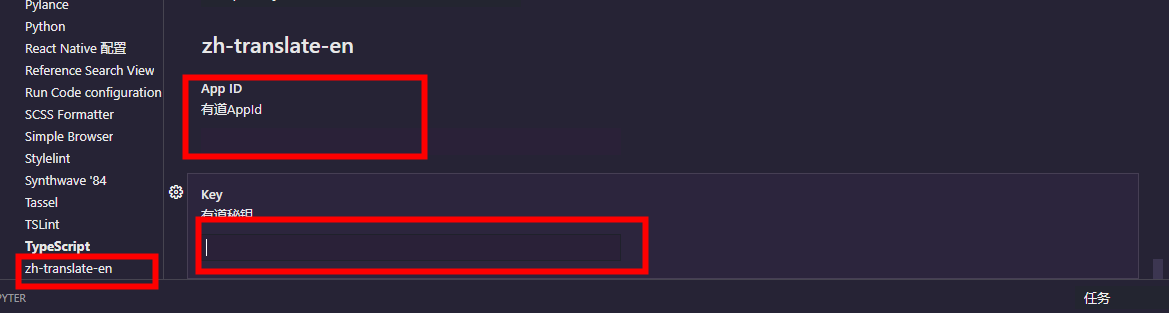 Pylance
Python
React Native 配置
Reference Search View
Run Code configuration
SCSS Formatter
Simple Browser
Stylelint
Synthwave '84
Tassel
TSLint
TypeScript
zh-translate-en
zh-translate-en
App ID
有道AppId
Key
有道秘钥
PYTER
任务